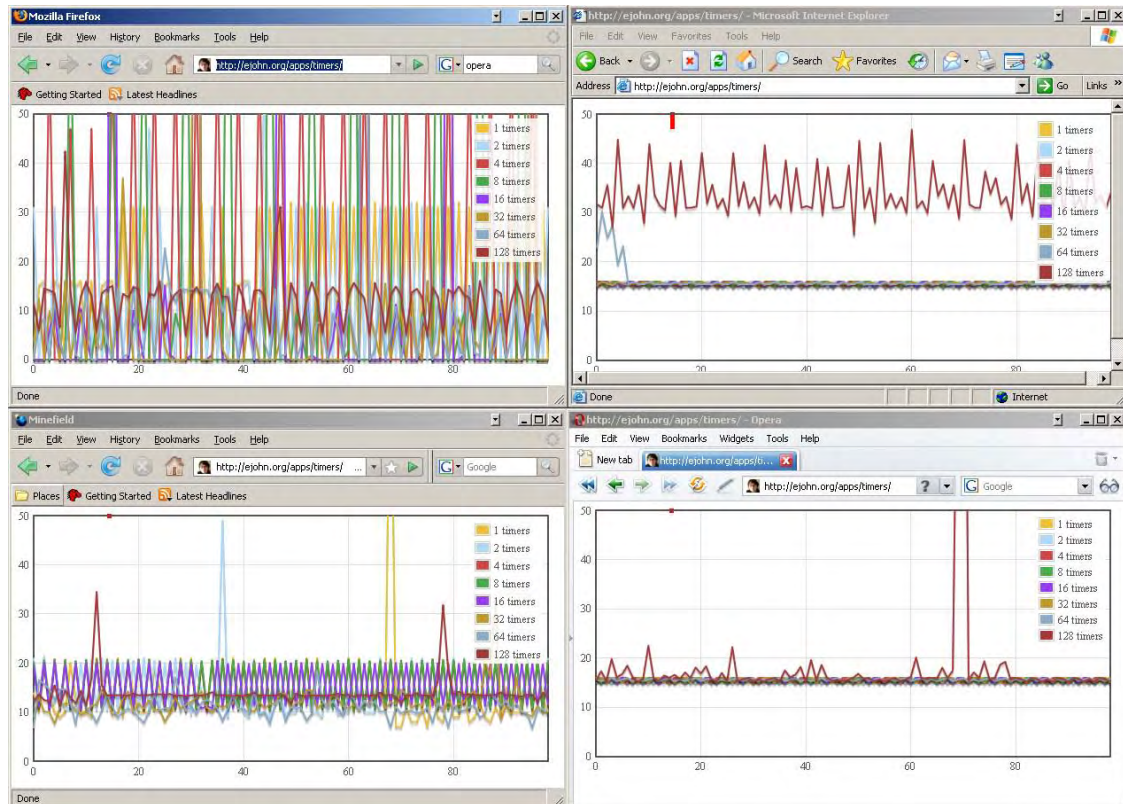 Mozilla Firefox
File Edit View History Bookmarks Tools Help
http://ejohn.org/apps/timers/ G opera
Getting Started Latest Headlines
50
40
30
20
10
0
0 20 40 60 80
1 timers
2 timers
4 timers
8 timers
16 timers
32 timers
64 timers
128 timers
Done
http://ejohn.org/apps/timers/ - Microsoft Internet Explorer
File Edit View Favorites Tools Help
Back Search Favorites
Address http://ejohn.org/apps/timers/ Go Links »
50
40
30
20
10
0
0 20 40 60 80
1 timers
2 timers
4 timers
8 timers
16 timers
32 timers
64 timers
128 timers
Done Internet
Minefield
File Edit View History Bookmarks Tools Help
http://ejohn.org/apps/timers/ ... G Google
Places Getting Started Latest Headlines
50
40
30
20
10
0
0 20 40 60 80
1 timers
2 timers
4 timers
8 timers
16 timers
32 timers
64 timers
128 timers
Done
http://ejohn.org/apps/timers/ - Opera
File Edit View Bookmarks Widgets Tools Help
New tab http://ejohn.org/apps/ti...
http://ejohn.org/apps/timers/ ? G Google
50
40
30
20
10
0
0 20 40 60 80
1 timers
2 timers
4 timers
8 timers
16 timers
32 timers
64 timers
128 timers